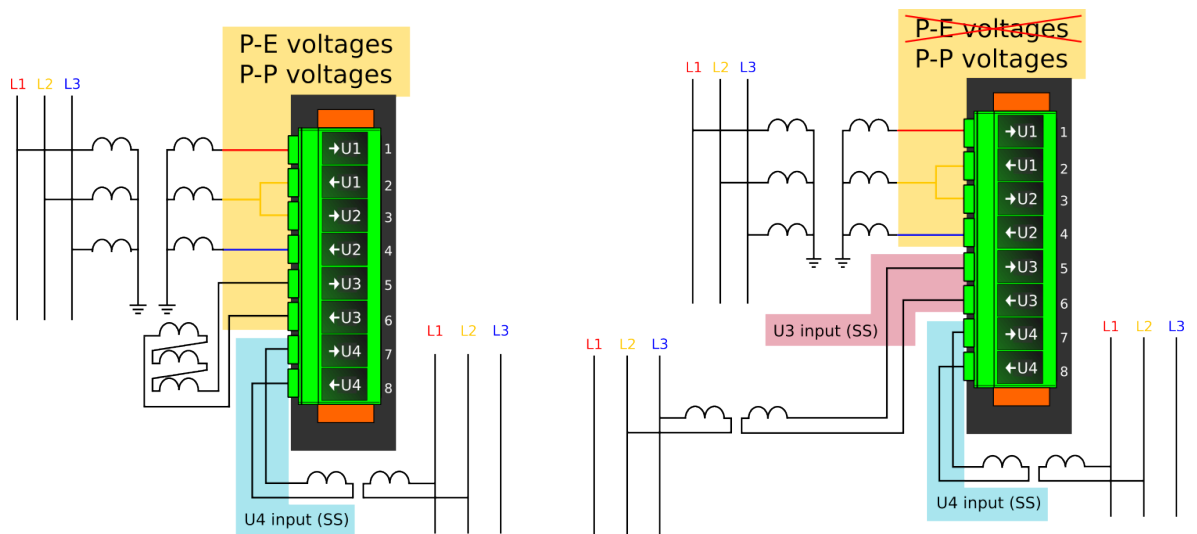 P-E voltages
P-P voltages
L1 L2 L3
→U1 1
←U1 2
→U2 3
←U2 4
→U3 5
←U3 6
→U4 7
←U4 8
L1 L2 L3
U4 input (SS)
P-E voltages
P-P voltages
L1 L2 L3
→U1 1
←U1 2
→U2 3
←U2 4
→U3 5
←U3 6
→U4 7
←U4 8
U3 input (SS)
L1 L2 L3
L1 L2 L3
U4 input (SS)